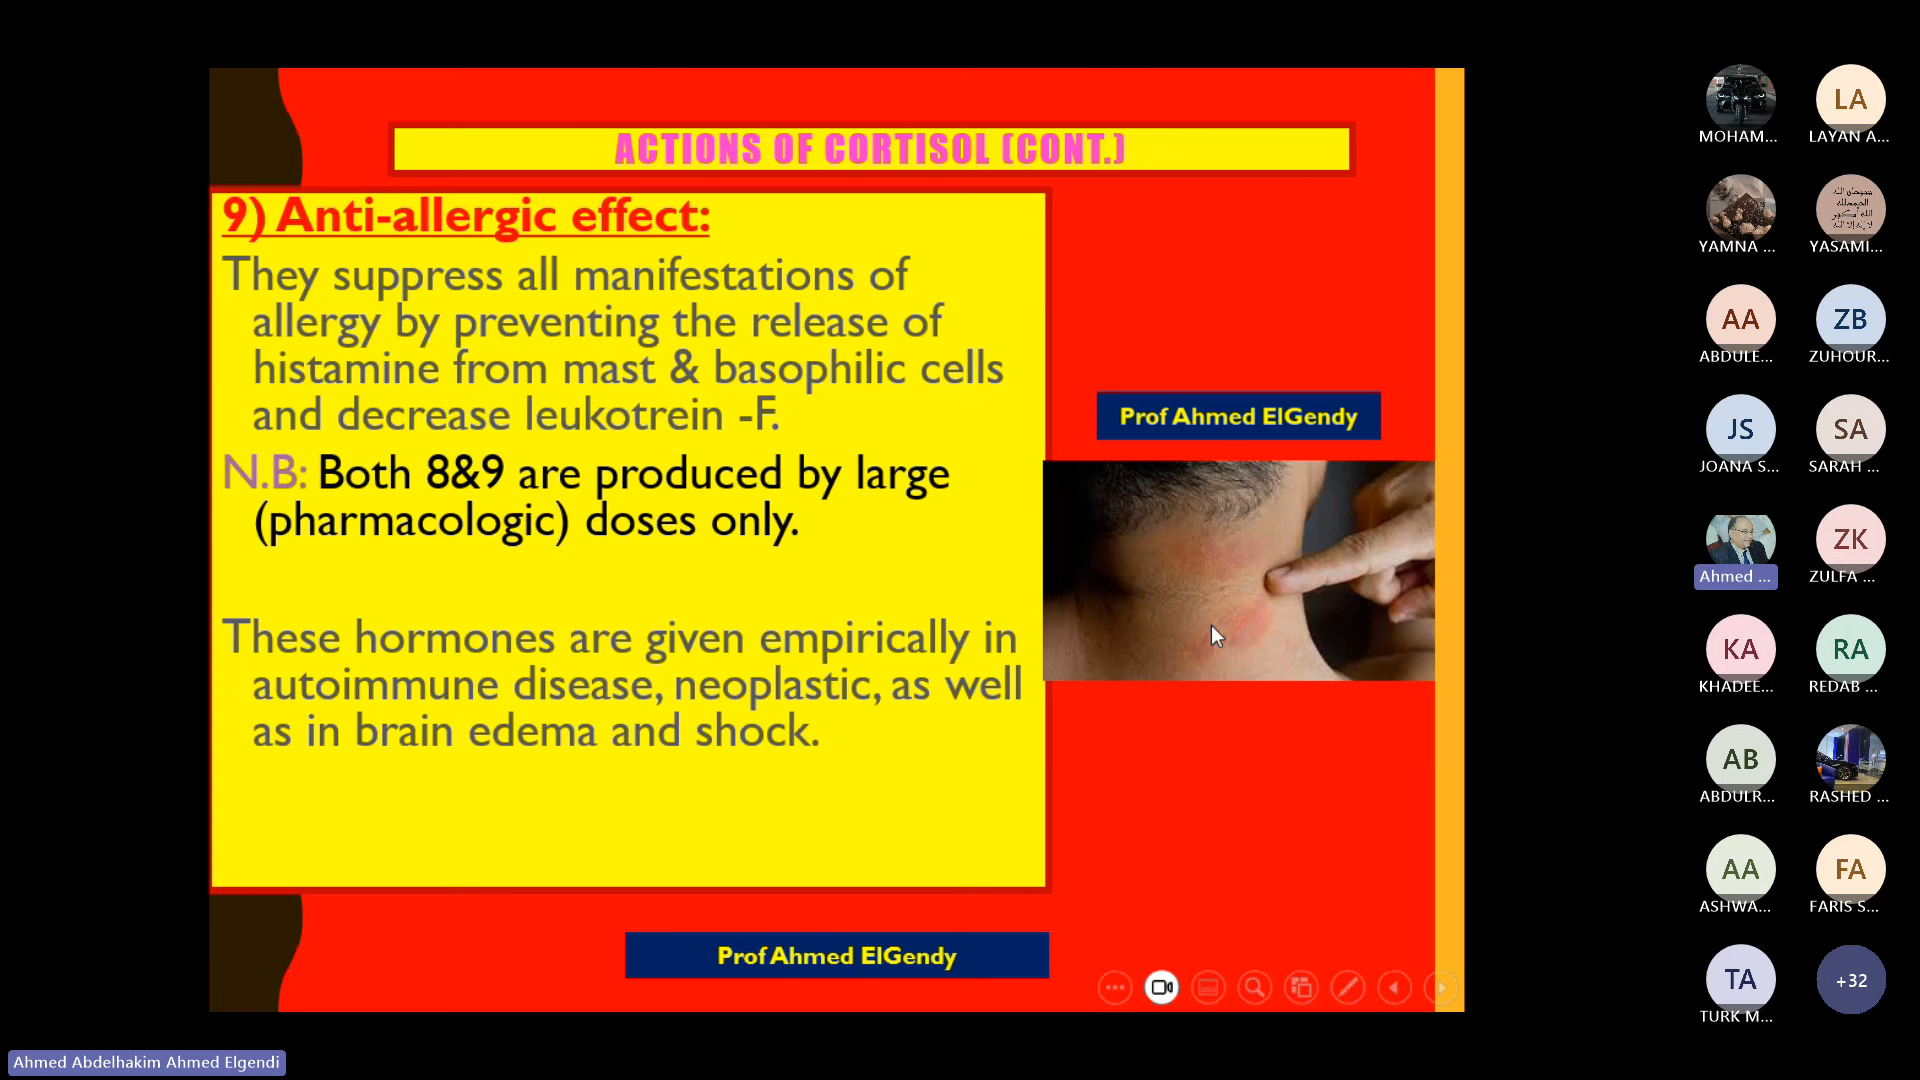 ACTIONS OF CORTISOL (CONT.)
9) Anti-allergic effect:
They suppress all manifestations of
allergy by preventing the release of
histamine from mast & basophilic cells
and decrease leukotrein -F.
N.B: Both 8&9 are produced by large
(pharmacologic) doses only.
These hormones are given empirically in
autoimmune disease, neoplastic, as well
as in brain edema and shock.
Prof Ahmed ElGendy
Prof Ahmed ElGendy
MOHAM...
LA
LAYAN A...
YAMNA ...
YASAMI...
AA
ABDULE...
ZB
ZUHOUR...
JS
JOANA S...
SA
SARAH ...
Ahmed ...
ZK
ZULFA ...
KA
KHADEE...
RA
REDAB ...
AB
ABDULR...
RASHED ...
AA
ASHWA...
FA
FARIS S...
TA
TURK M...
+32
Ahmed Abdelhakim Ahmed Elgendi